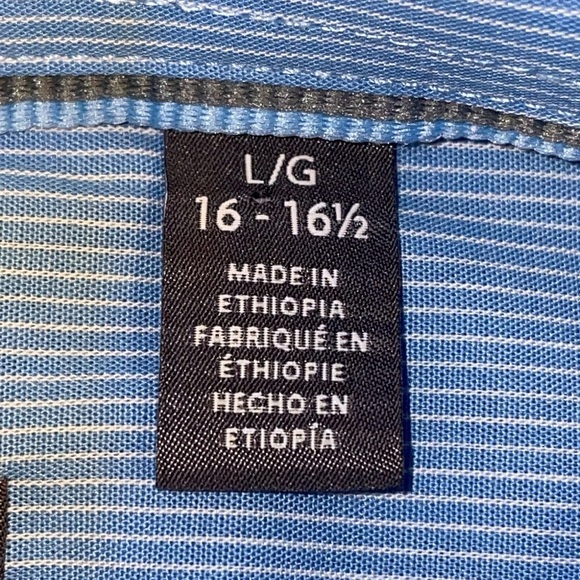 L/G
16 - 16½
MADE IN
ETHIOPIA
FABRIQUÉ EN
ÉTHIOPIE
HECHO EN
ETIOPÍA